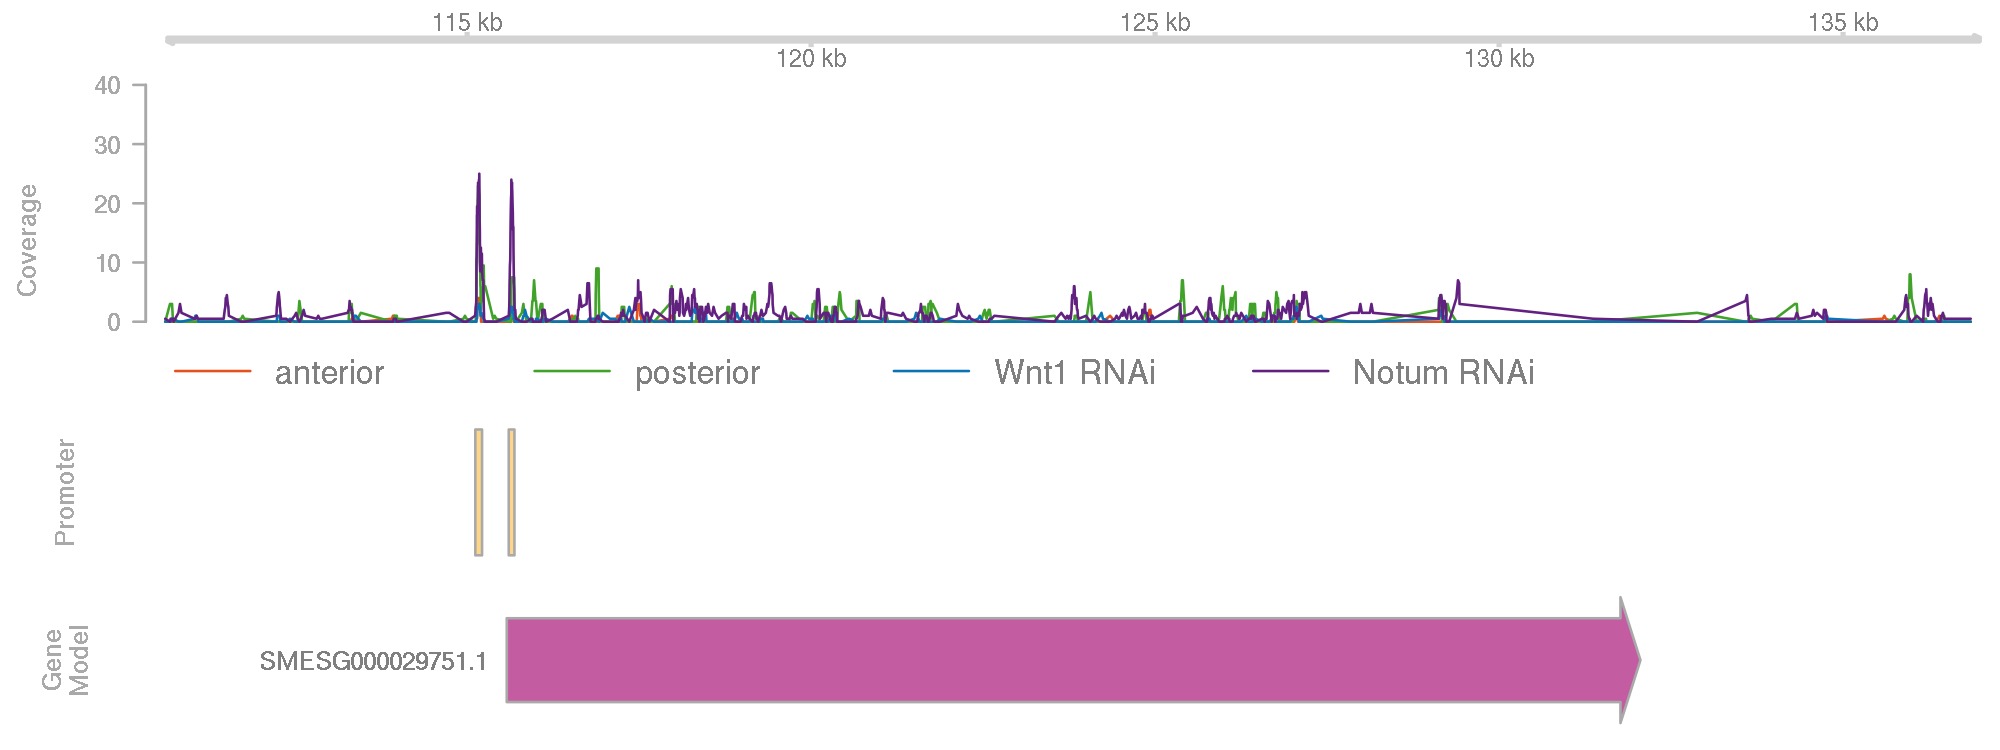 115 kb
125 kb
135 kb
120 kb
130 kb
40
30
20
10
0
Coverage
anterior
posterior
Wnt1 RNAi
Notum RNAi
Promoter
Gene
Model
SMESG000029751.1